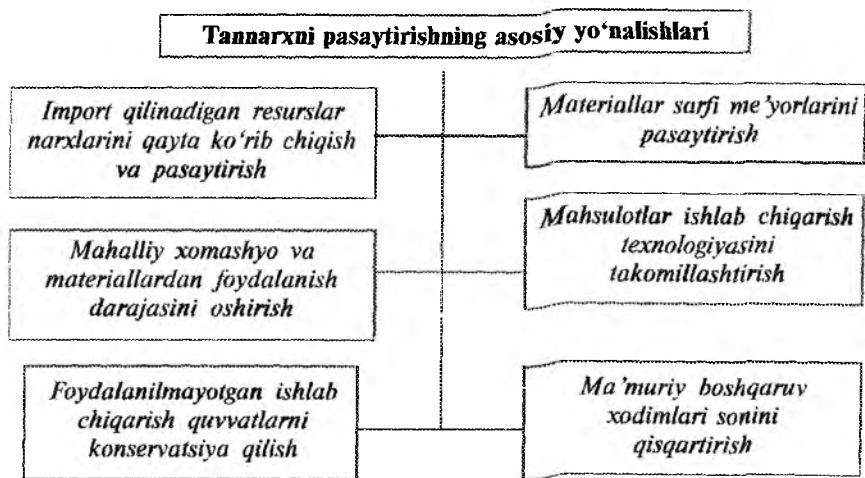 Tannarxni pasaytirishning asosiy yo‘nalishlari
Import qilinadigan resurslar
narxlarini qayta ko‘rib chiqish
va pasaytirish
Materiallar sarfi me’yorlarini
pasaytirish
Mahalliy xomashyo va
materiallardan foydalanish
darajasini oshirish
Mahsulotlar ishlab chiqarish
texnologiyasini
takomillashtirish
Foydalanilmayotgan ishlab
chiqarish quvvatlarni
konservatsiya qilish
Ma’muriy boshqaruv
xodimlari sonini
qisqartirish